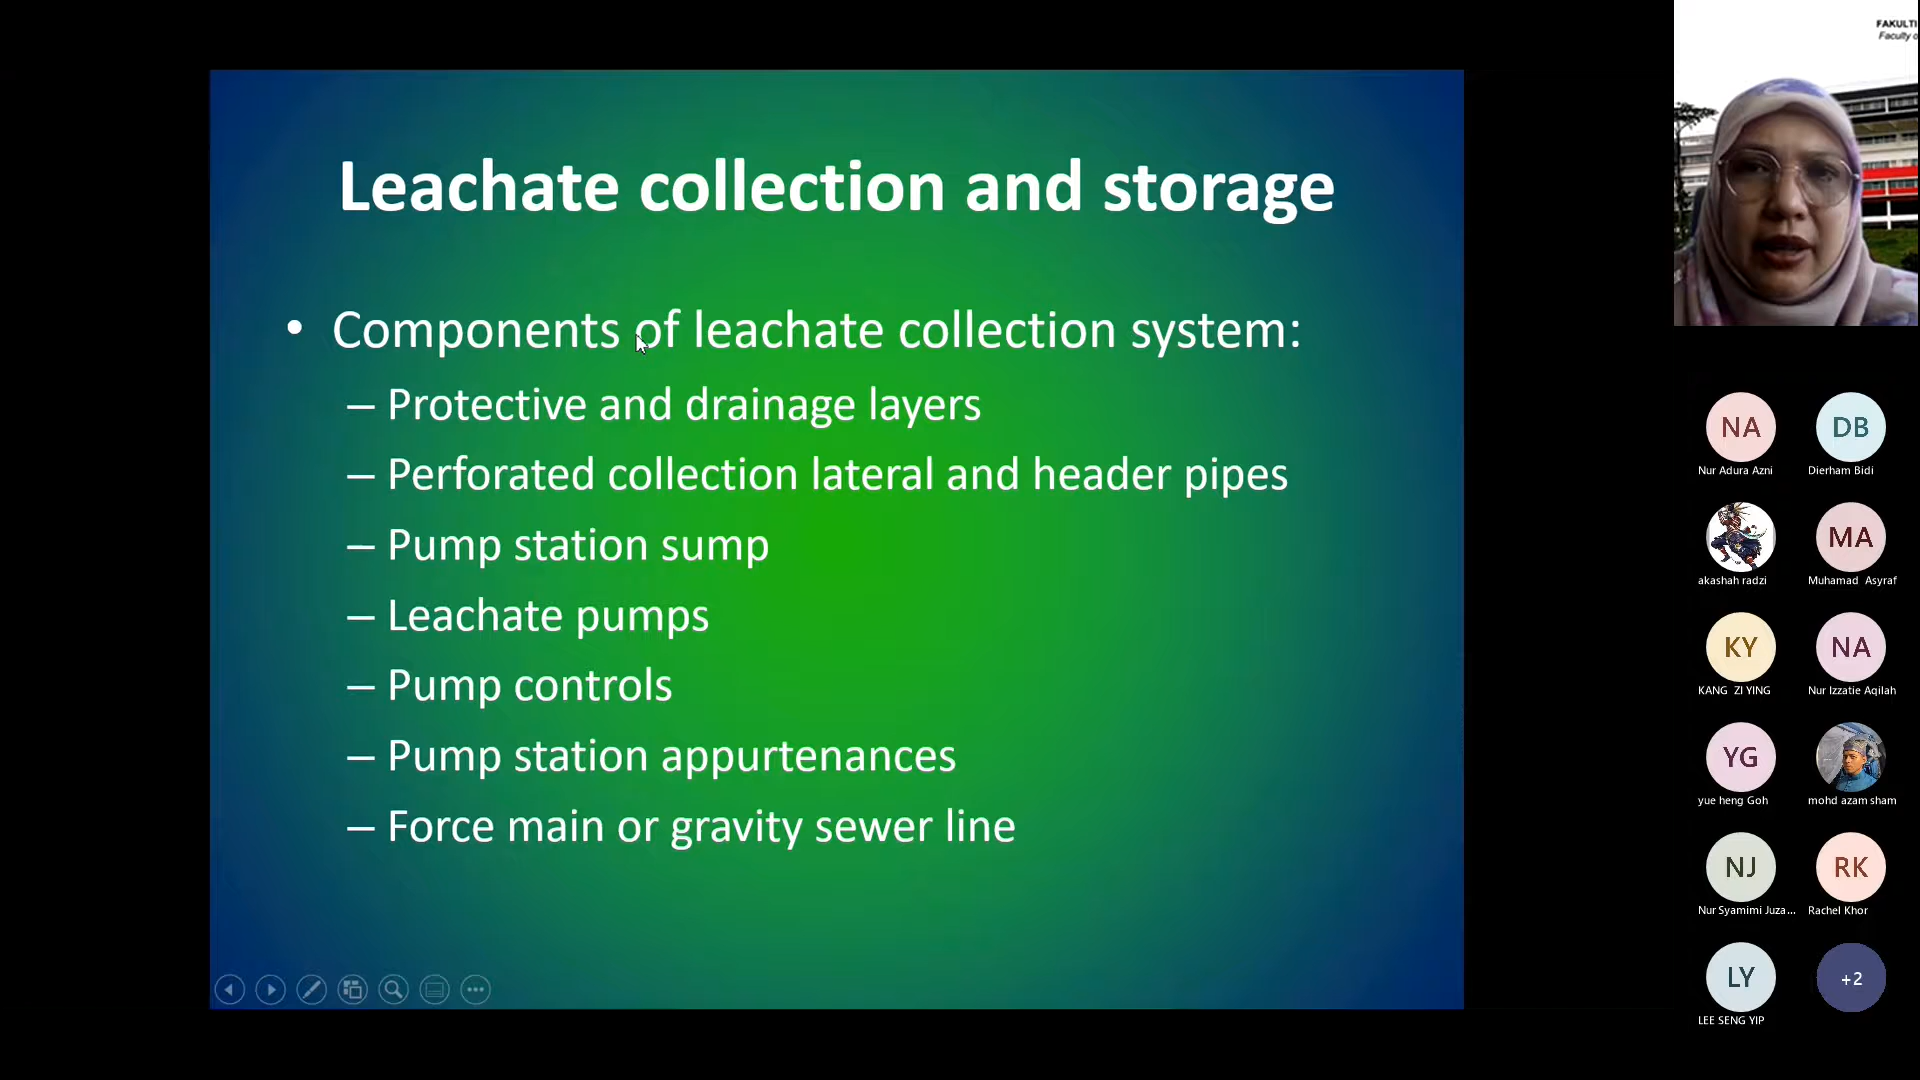 FAKULTI
Faculty o
Leachate collection and storage
• Components of leachate collection system:
– Protective and drainage layers
– Perforated collection lateral and header pipes
– Pump station sump
– Leachate pumps
– Pump controls
– Pump station appurtenances
– Force main or gravity sewer line
NA
Nur Adura Azni
DB
Dierham Bidi
akashah radzi
MA
Muhamad Asyraf
KY
KANG ZI YING
NA
Nur Izzatie Aqilah
YG
yue heng Goh
mohd azam sham
NJ
Nur Syamimi Juza...
RK
Rachel Khor
LY
LEE SENG YIP
+2